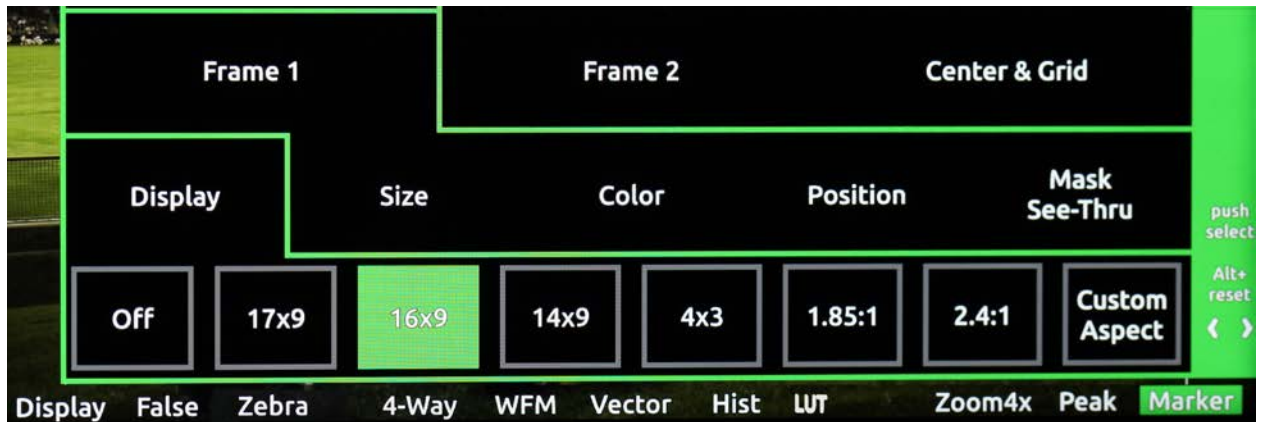 Frame 1
Frame 2
Center & Grid
Display
Size
Color
Position
Mask
See-Thru
push
select
Off
17x9
16x9
14x9
4x3
1.85:1
2.4:1
Custom
Aspect
Alt+
reset
‹ ›
Display False Zebra 4-Way WFM Vector Hist LUT Zoom4x Peak Marker